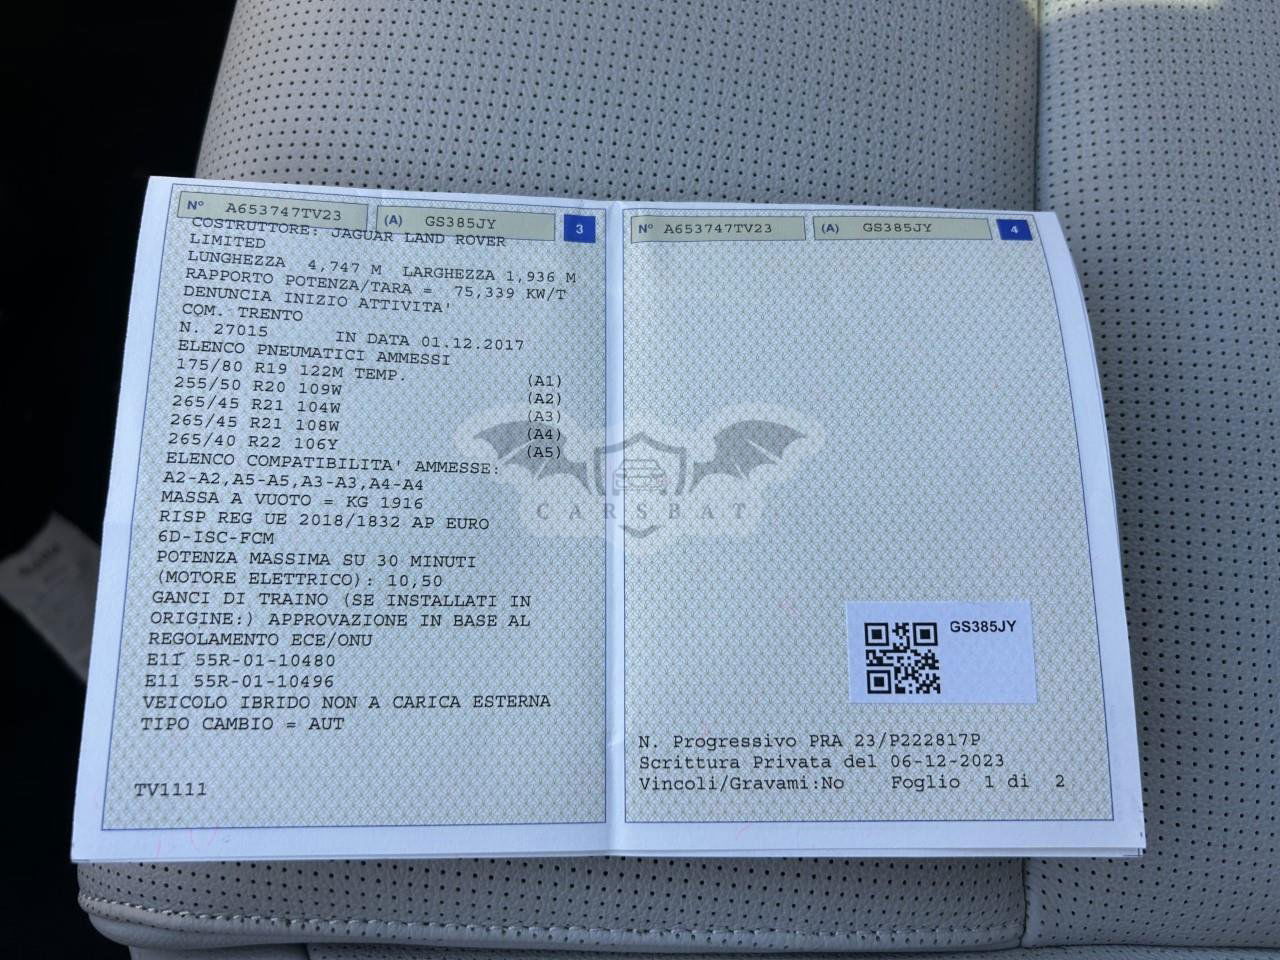 Nº A653747TV23 (A) GS385JY 3
COSTRUTTORE: JAGUAR LAND ROVER
LIMITED
LUNGHEZZA 4,747 M LARGHEZZA 1,936 M
RAPPORTO POTENZA/TARA = 75,339 KW/T
DENUNCIA INIZIO ATTIVITA'
COM. TRENTO
N. 27015 IN DATA 01.12.2017
ELENCO PNEUMATICI AMMESSI
175/80 R19 122M TEMP. (A1)
255/50 R20 109W (A2)
265/45 R21 104W (A3)
265/45 R21 108W (A4)
265/40 R22 106Y (A5)
ELENCO COMPATIBILITA' AMMESSE:
A2-A2,A5-A5,A3-A3,A4-A4
MASSA A VUOTO = KG 1916
RISP REG UE 2018/1832 AP EURO
6D-ISC-FCM
POTENZA MASSIMA SU 30 MINUTI
(MOTORE ELETTRICO): 10,50
GANCI DI TRAINO (SE INSTALLATI IN
ORIGINE:) APPROVAZIONE IN BASE AL
REGOLAMENTO ECE/ONU
E11 55R-01-10480
E11 55R-01-10496
VEICOLO IBRIDO NON A CARICA ESTERNA
TIPO CAMBIO = AUT
TV1111
Nº A653747TV23 (A) GS385JY 4
GS385JY
N. Progressivo PRA 23/P222817P
Scrittura Privata del 06-12-2023
Vincoli/Gravami:No Foglio 1 di 2
CARSBAT